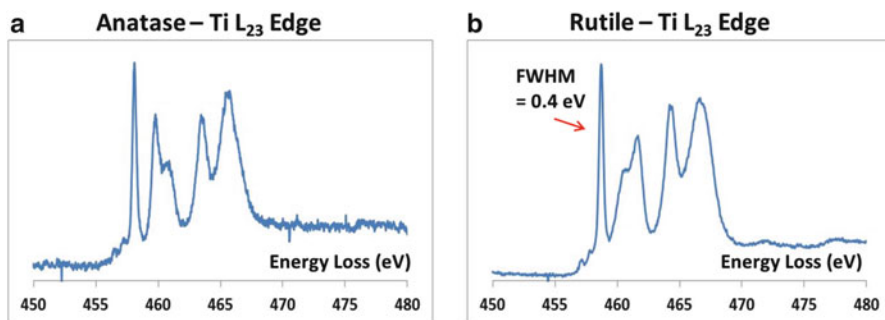 a Anatase – Ti L23 Edge
Energy Loss (eV)
450 455 460 465 470 475 480
b Rutile – Ti L23 Edge
FWHM
= 0.4 eV
Energy Loss (eV)
450 455 460 465 470 475 480